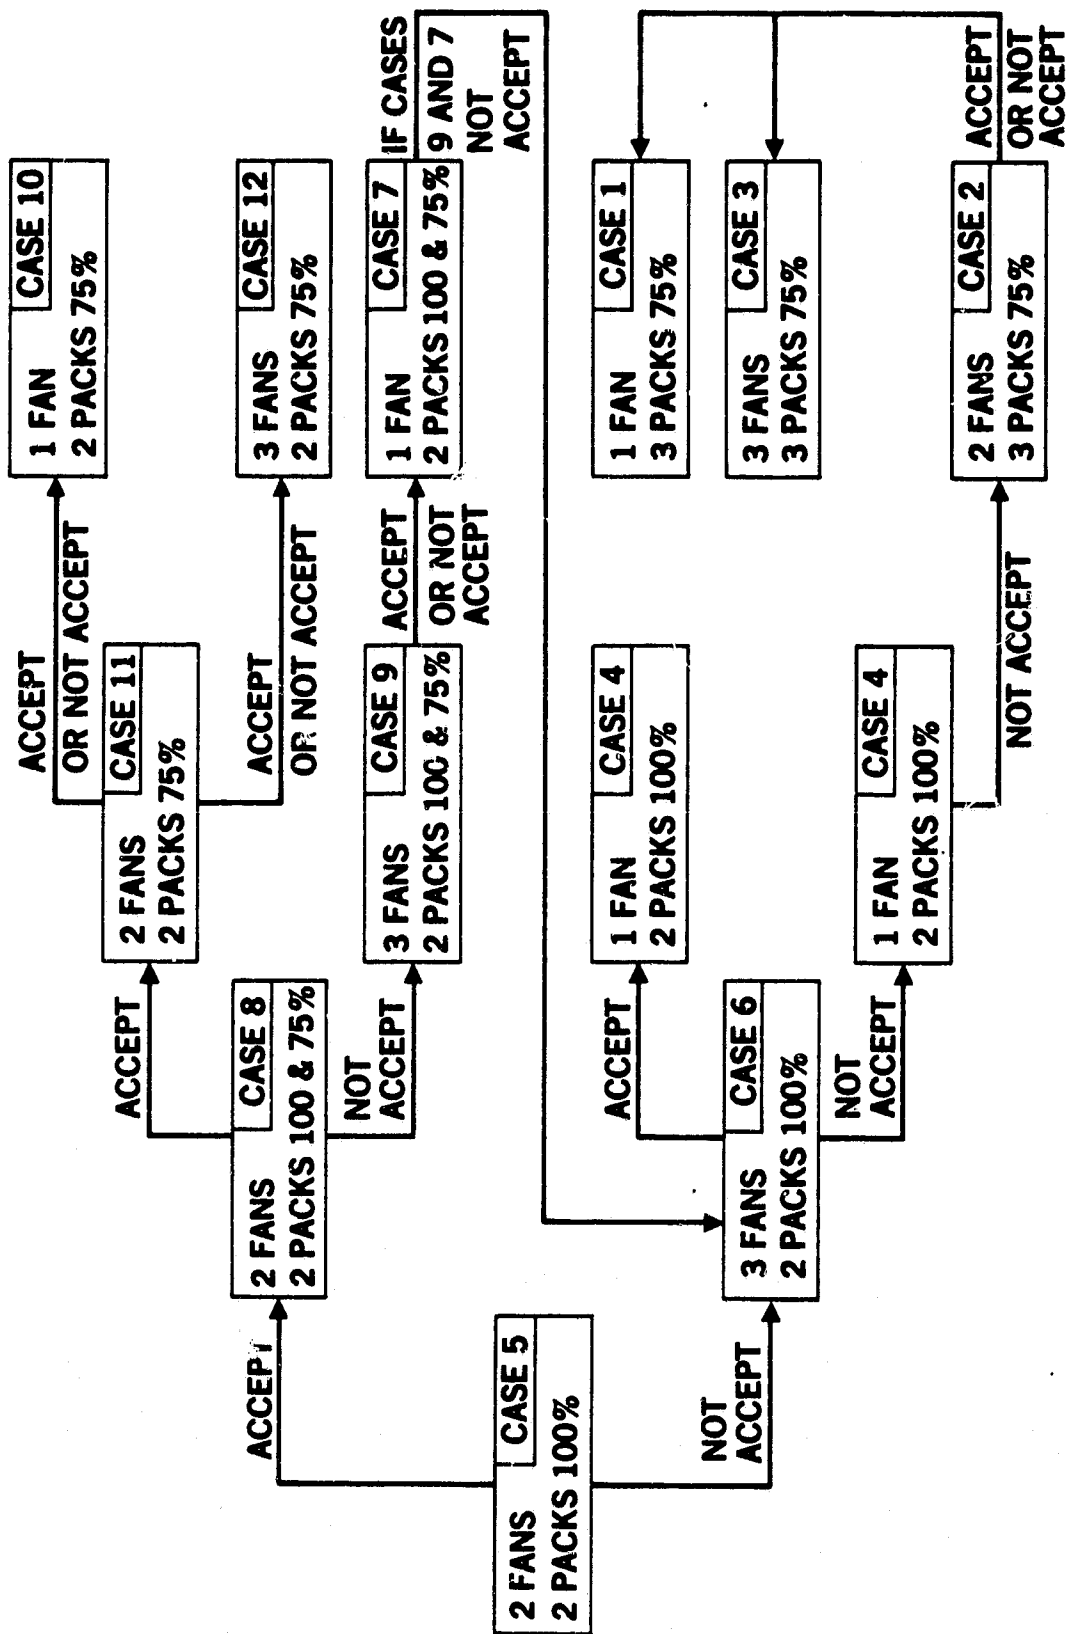 2 FANS
CASE 5
2 PACKS 100%
ACCEPT
NOT
ACCEPT
2 FANS
CASE 8
2 PACKS 100 & 75%
ACCEPT
NOT
ACCEPT
2 FANS
CASE 11
2 PACKS 75%
ACCEPT
OR NOT ACCEPT
ACCEPT
OR NOT ACCEPT
1 FAN
CASE 10
2 PACKS 75%
3 FANS
CASE 12
2 PACKS 75%
3 FANS
CASE 9
2 PACKS 100 & 75%
ACCEPT
OR NOT
ACCEPT
1 FAN
CASE 7
2 PACKS 100 & 75%
IF CASES
9 AND 7
NOT
ACCEPT
3 FANS
CASE 6
2 PACKS 100%
ACCEPT
NOT
ACCEPT
1 FAN
CASE 4
2 PACKS 100%
1 FAN
CASE 4
2 PACKS 100%
NOT ACCEPT
1 FAN
CASE 1
3 PACKS 75%
3 FANS
CASE 3
3 PACKS 75%
2 FANS
CASE 2
3 PACKS 75%
ACCEPT
OR NOT
ACCEPT